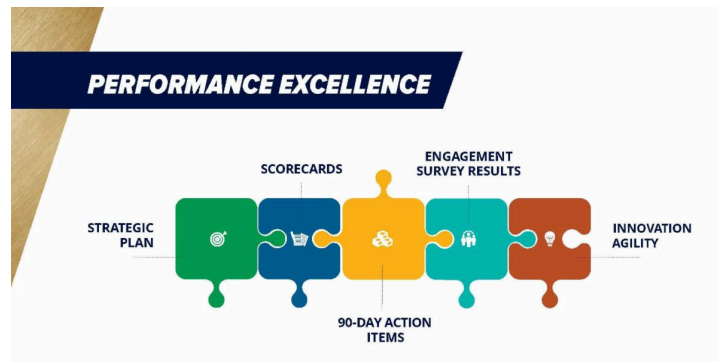 PERFORMANCE EXCELLENCE
STRATEGIC
PLAN
SCORECARDS
90-DAY ACTION
ITEMS
ENGAGEMENT
SURVEY RESULTS
INNOVATION
AGILITY